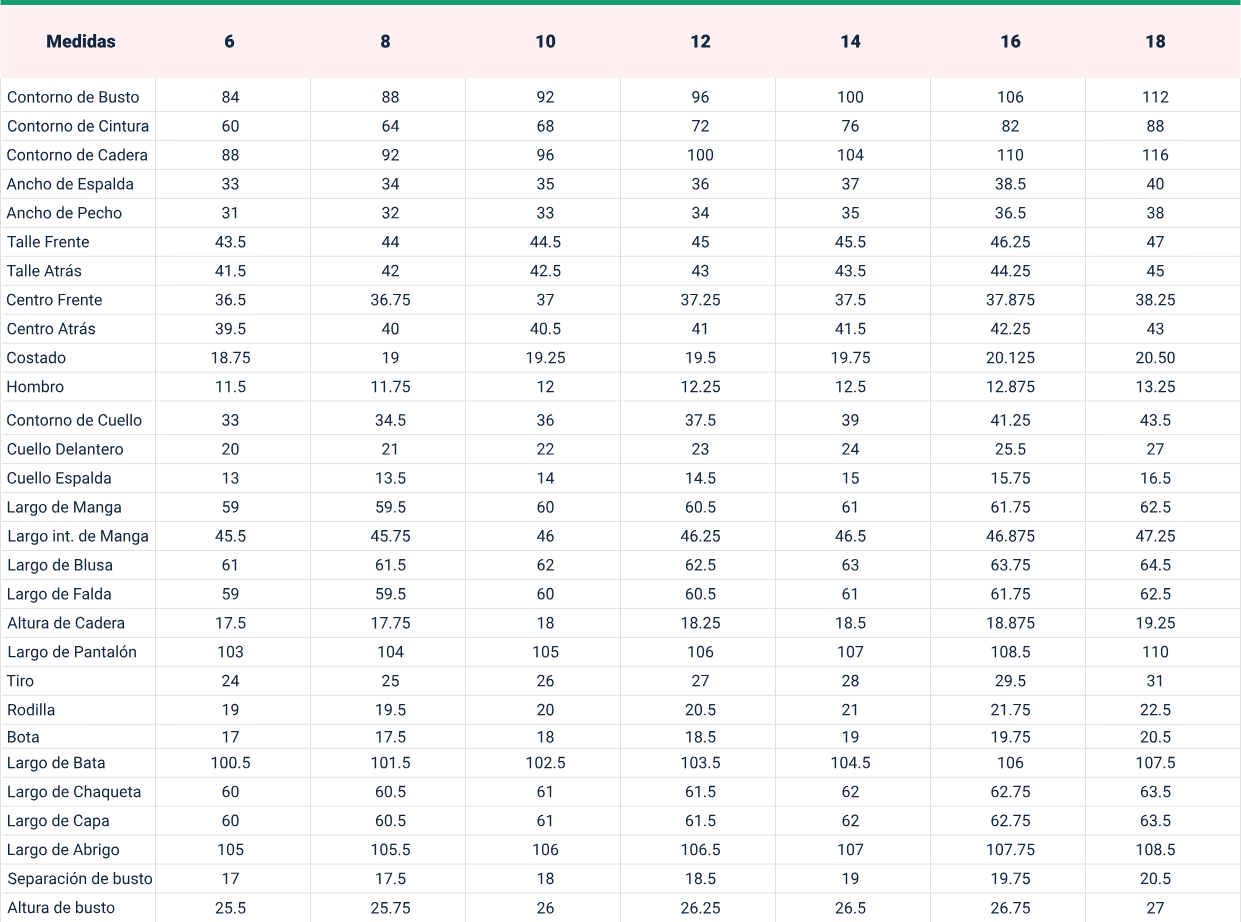 Medidas 6 8 10 12 14 16 18
Contorno de Busto 84 88 92 96 100 106 112
Contorno de Cintura 60 64 68 72 76 82 88
Contorno de Cadera 88 92 96 100 104 110 116
Ancho de Espalda 33 34 35 36 37 38.5 40
Ancho de Pecho 31 32 33 34 35 36.5 38
Talle Frente 43.5 44 44.5 45 45.5 46.25 47
Talle Atrás 41.5 42 42.5 43 43.5 44.25 45
Centro Frente 36.5 36.75 37 37.25 37.5 37.875 38.25
Centro Atrás 39.5 40 40.5 41 41.5 42.25 43
Costado 18.75 19 19.25 19.5 19.75 20.125 20.50
Hombro 11.5 11.75 12 12.25 12.5 12.875 13.25
Contorno de Cuello 33 34.5 36 37.5 39 41.25 43.5
Cuello Delantero 20 21 22 23 24 25.5 27
Cuello Espalda 13 13.5 14 14.5 15 15.75 16.5
Largo de Manga 59 59.5 60 60.5 61 61.75 62.5
Largo int. de Manga 45.5 45.75 46 46.25 46.5 46.875 47.25
Largo de Blusa 61 61.5 62 62.5 63 63.75 64.5
Largo de Falda 59 59.5 60 60.5 61 61.75 62.5
Altura de Cadera 17.5 17.75 18 18.25 18.5 18.875 19.25
Largo de Pantalón 103 104 105 106 107 108.5 110
Tiro 24 25 26 27 28 29.5 31
Rodilla 19 19.5 20 20.5 21 21.75 22.5
Bota 17 17.5 18 18.5 19 19.75 20.5
Largo de Bata 100.5 101.5 102.5 103.5 104.5 106 107.5
Largo de Chaqueta 60 60.5 61 61.5 62 62.75 63.5
Largo de Capa 60 60.5 61 61.5 62 62.75 63.5
Largo de Abrigo 105 105.5 106 106.5 107 107.75 108.5
Separación de busto 17 17.5 18 18.5 19 19.75 20.5
Altura de busto 25.5 25.75 26 26.25 26.5 26.75 27